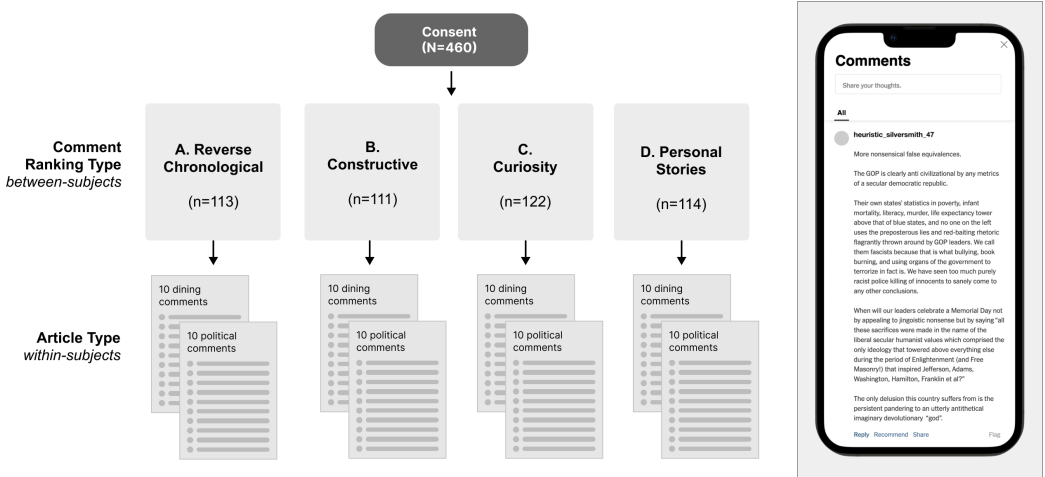 Consent
(N=460)
Comment
Ranking Type
between-subjects
A. Reverse
Chronological
(n=113)
B.
Constructive
(n=111)
C.
Curiosity
(n=122)
D. Personal
Stories
(n=114)
Article Type
within-subjects
10 dining
comments
10 political
comments
10 dining
comments
10 political
comments
10 dining
comments
10 political
comments
10 dining
comments
10 political
comments
Comments
Share your thoughts.
All
heuristic_silversmith_47
More nonsensical false equivalences.
The GOP is clearly anti civilizational by any metrics
of a secular democratic republic.
Their own states' statistics in poverty, infant
mortality, literacy, murder, life expectancy tower
above that of blue states, and no one on the left
uses the preposterous lies and red-baiting rhetoric
flagrantly thrown around by GOP leaders. We call
them fascists because that is what bullying, book
burning, and using organs of the government to
terrorize in fact is. We have seen too much purely
racist police killing of innocents to sanely come to
any other conclusions.
When will our leaders celebrate a Memorial Day not
by appealing to jingoistic nonsense but by saying "all
these sacrifices were made in the name of the
liberal secular humanist values which comprised the
only ideology that towered above everything else
during the period of Enlightenment (and Free
Masonry!) that inspired Jefferson, Adams,
Washington, Hamilton, Franklin et al?"
The only delusion this country suffers from is the
persistent pandering to an utterly antithetical
imaginary devolutionary "god".
Reply Recommend Share Flag